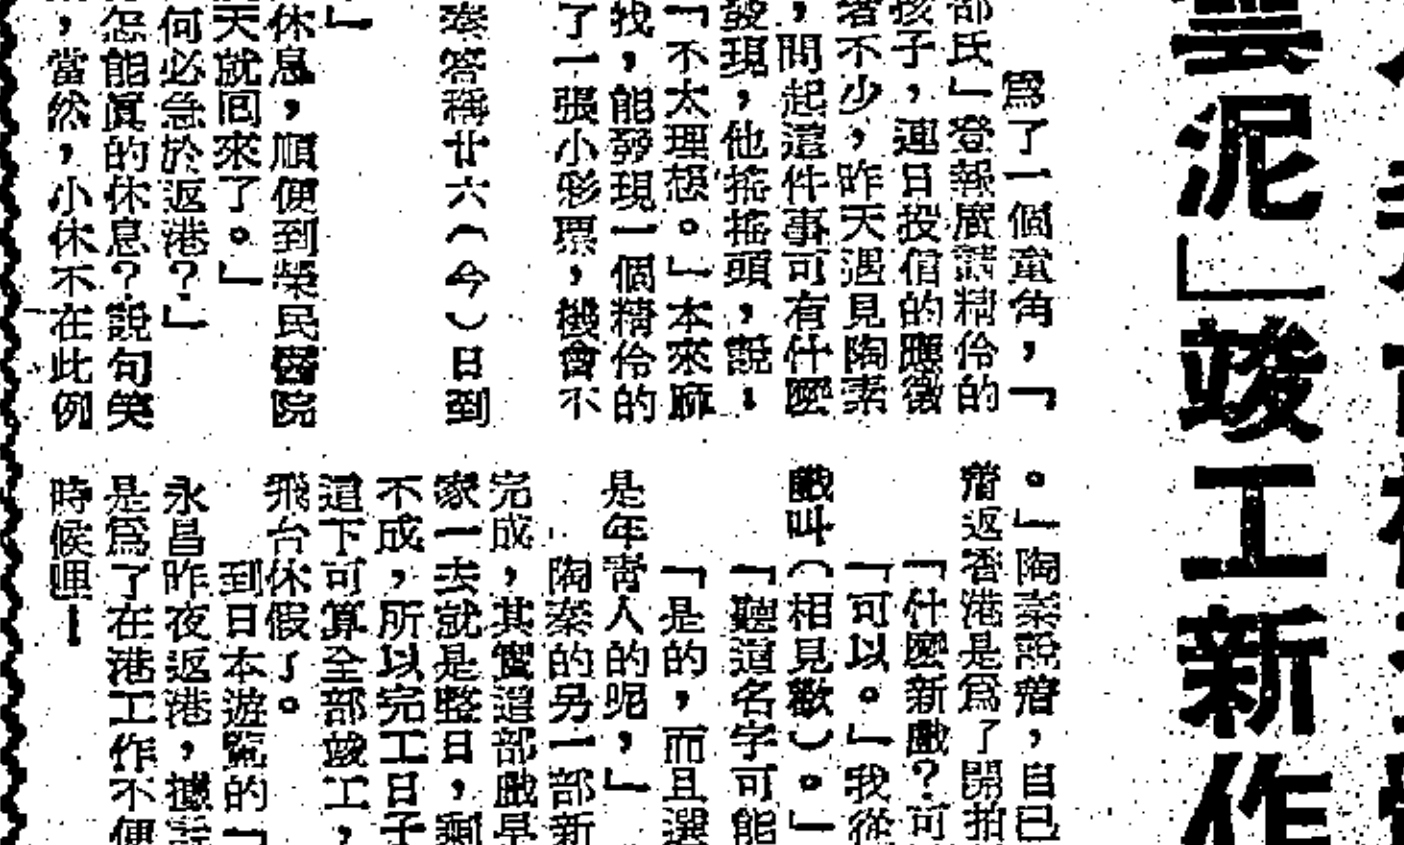 雲泥」竣工新作
爲了一個童角,「
部氏」登報廣請精伶的
孩子,連日投信的應徵
者不少,昨天遇見陶秦
,問起這件事可有什麼
發現,他搖搖頭,說:
「不太理想。」本來麻
找,能發現一個精伶的
了一張小彩票,機會不
秦答稱廿六(今)日到
」
休息,順便到榮民醫院
天就回來了。」
何必急於返港?」
怎能眞的休息?說句笑
,當然,小休不在此例
。」陶秦說着,自己
着返香港是爲了開拍
「什麼新戲?可
「可以。」我從
戲叫(相見歡)。」
「聽這名字可能
「是的,而且選
是年靑人的呢,」
陶秦的另一部新
完成,其實這部戲早
家一去就是整日,剩
不成,所以完工日子
這下可算全部竣工,
飛台休假了。
到日本遊覽的「
永昌昨夜返港,據話
是爲了在港工作不便
時候哩!